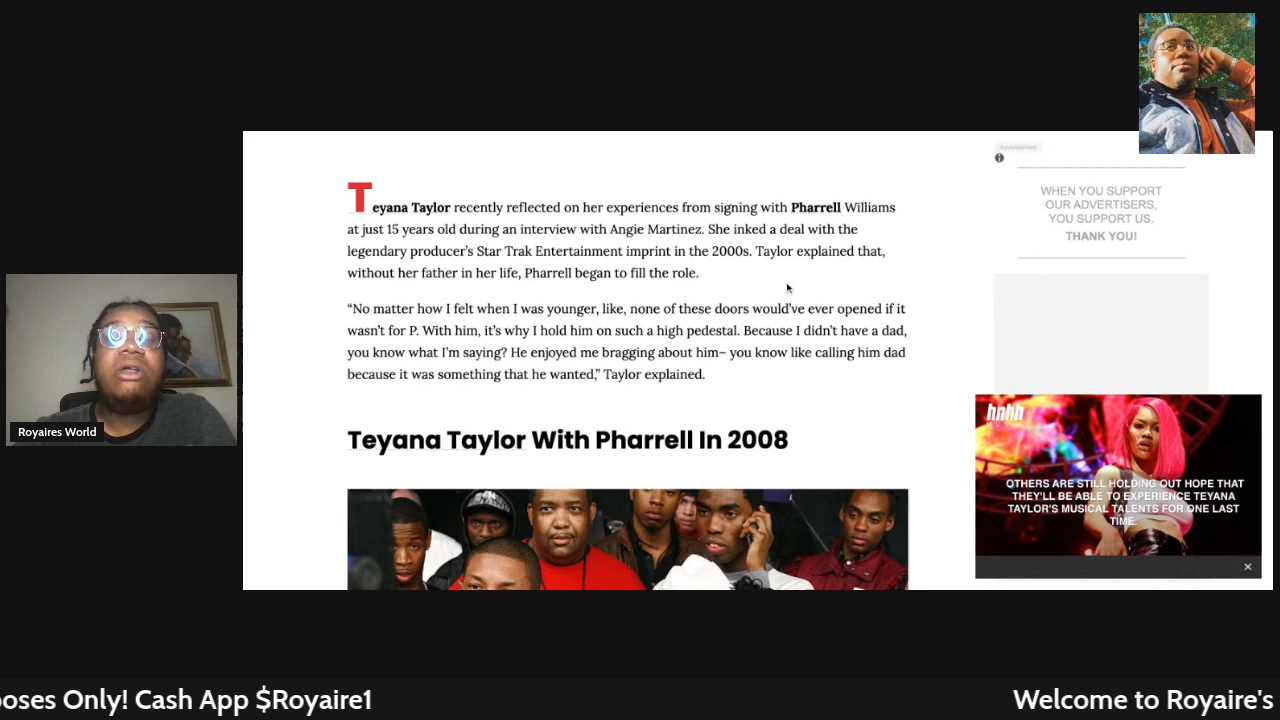 Advertisement
WHEN YOU SUPPORT
OUR ADVERTISERS,
YOU SUPPORT US.
THANK YOU!
Teyana Taylor recently reflected on her experiences from signing with Pharrell Williams
at just 15 years old during an interview with Angie Martinez. She inked a deal with the
legendary producer’s Star Trak Entertainment imprint in the 2000s. Taylor explained that,
without her father in her life, Pharrell began to fill the role.
“No matter how I felt when I was younger, like, none of these doors would’ve ever opened if it
wasn’t for P. With him, it’s why I hold him on such a high pedestal. Because I didn’t have a dad,
you know what I’m saying? He enjoyed me bragging about him– you know like calling him dad
because it was something that he wanted,” Taylor explained.
Teyana Taylor With Pharrell In 2008
hnhh
OTHERS ARE STILL HOLDING OUT HOPE THAT
THEY'LL BE ABLE TO EXPERIENCE TEYANA
TAYLOR'S MUSICAL TALENTS FOR ONE LAST
TIME.
Royaires World
poses Only! Cash App $Royaire1
Welcome to Royaire's